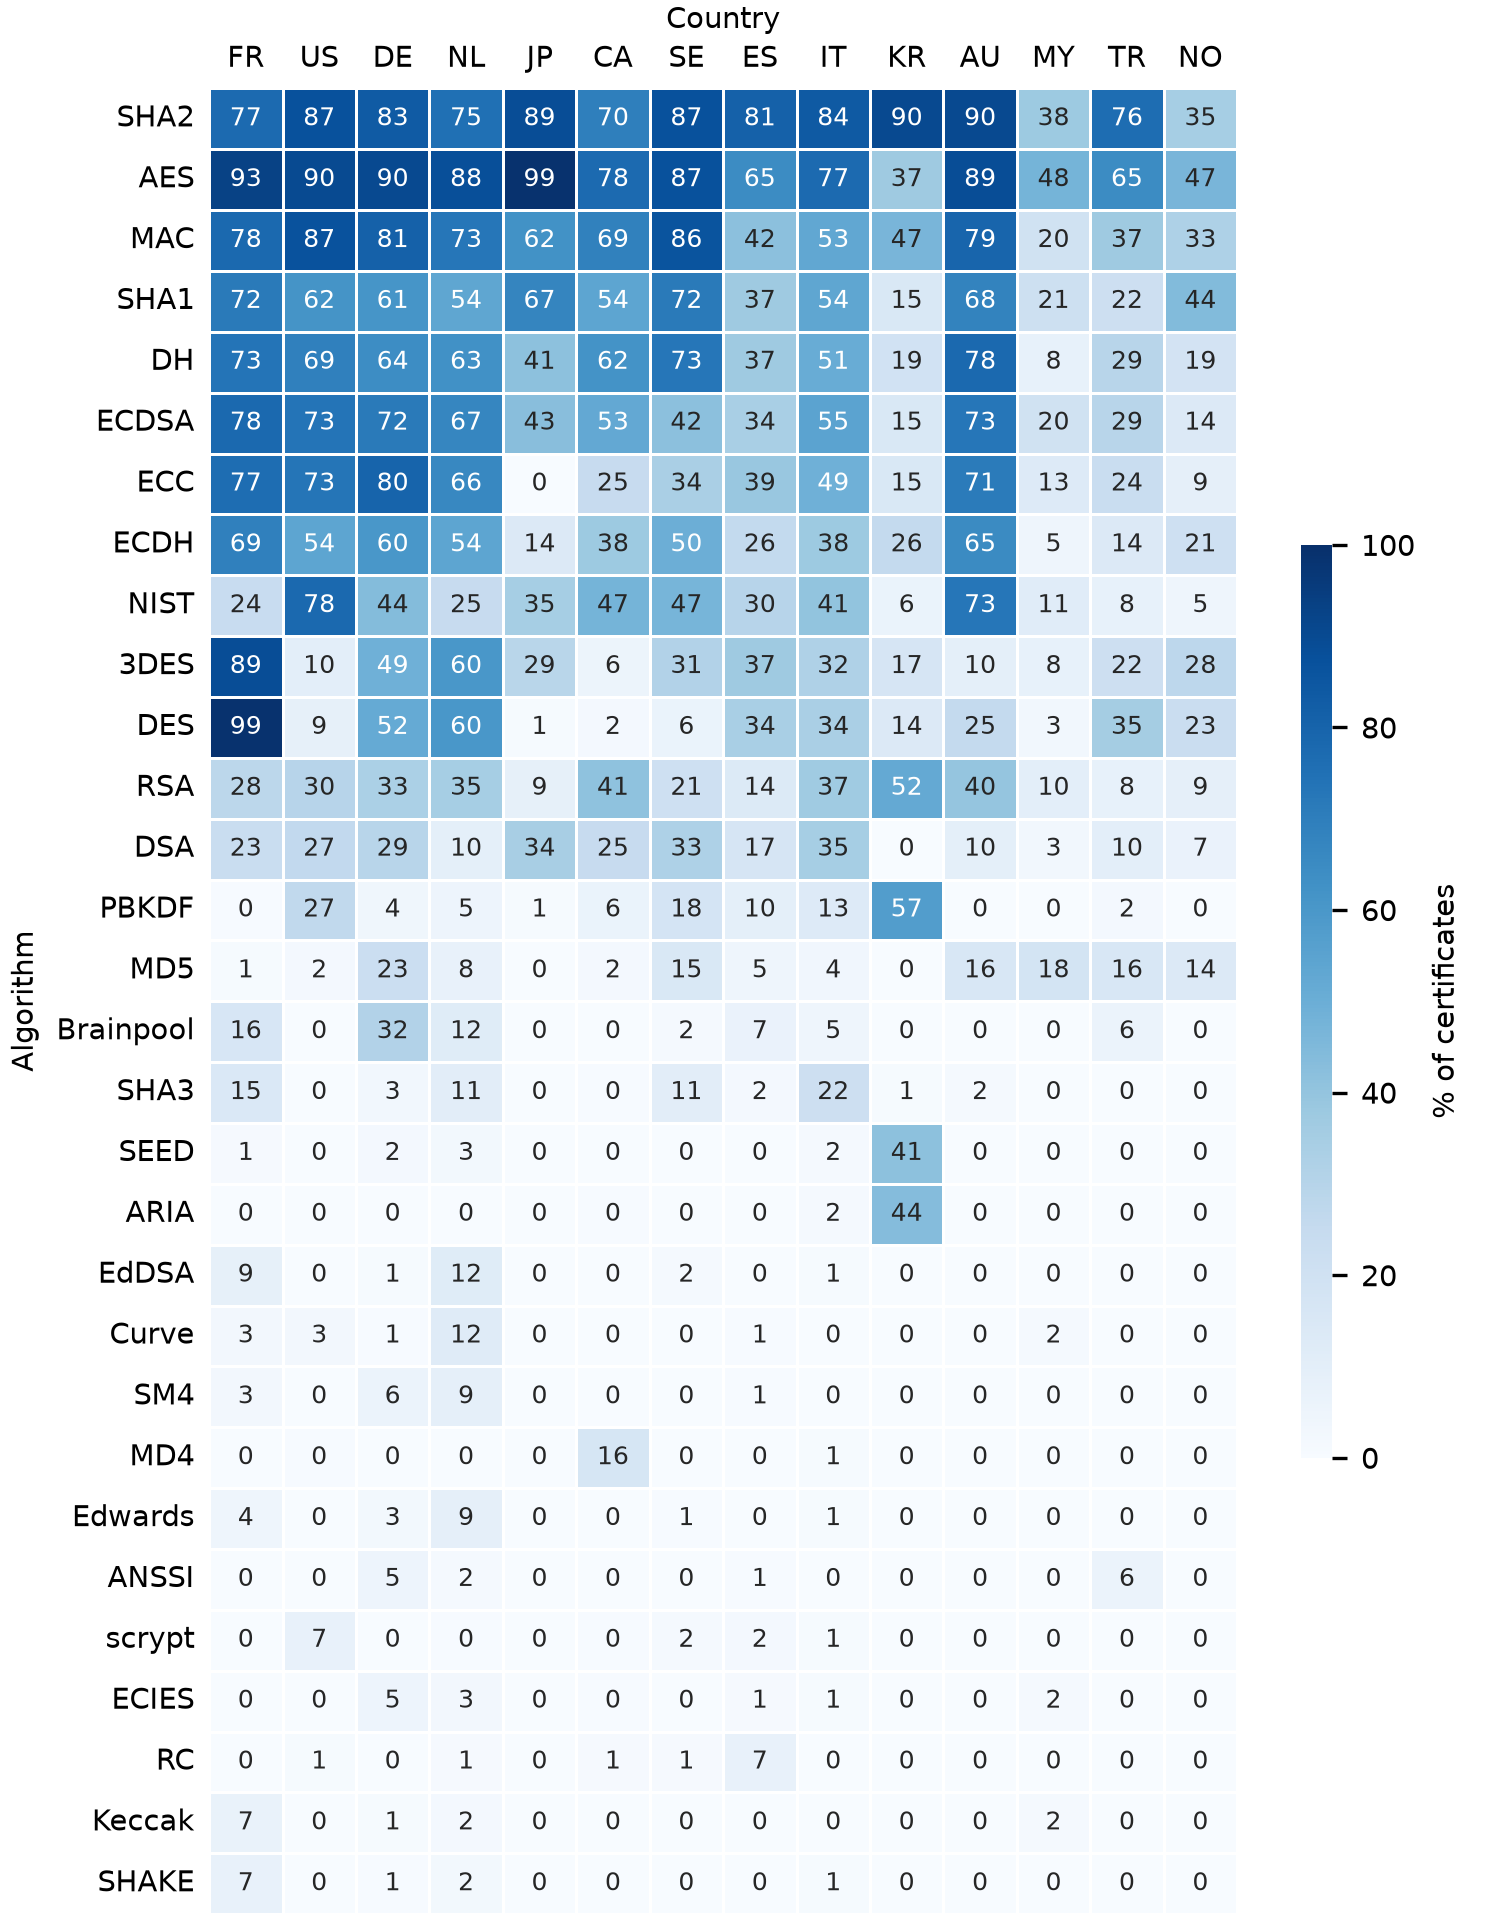 Country
FR US DE NL JP CA SE ES IT KR AU MY TR NO
SHA2 77 87 83 75 89 70 87 81 84 90 90 38 76 35
AES 93 90 90 88 99 78 87 65 77 37 89 48 65 47
MAC 78 87 81 73 62 69 86 42 53 47 79 20 37 33
SHA1 72 62 61 54 67 54 72 37 54 15 68 21 22 44
DH 73 69 64 63 41 62 73 37 51 19 78 8 29 19
ECDSA 78 73 72 67 43 53 42 34 55 15 73 20 29 14
ECC 77 73 80 66 0 25 34 39 49 15 71 13 24 9
ECDH 69 54 60 54 14 38 50 26 38 26 65 5 14 21
NIST 24 78 44 25 35 47 47 30 41 6 73 11 8 5
3DES 89 10 49 60 29 6 31 37 32 17 10 8 22 28
DES 99 9 52 60 1 2 6 34 34 14 25 3 35 23
RSA 28 30 33 35 9 41 21 14 37 52 40 10 8 9
DSA 23 27 29 10 34 25 33 17 35 0 10 3 10 7
PBKDF 0 27 4 5 1 6 18 10 13 57 0 0 2 0
MD5 1 2 23 8 0 2 15 5 4 0 16 18 16 14
Brainpool 16 0 32 12 0 0 2 7 5 0 0 0 6 0
SHA3 15 0 3 11 0 0 11 2 22 1 2 0 0 0
SEED 1 0 2 3 0 0 0 0 2 41 0 0 0 0
ARIA 0 0 0 0 0 0 0 0 2 44 0 0 0 0
EdDSA 9 0 1 12 0 0 2 0 1 0 0 0 0 0
Curve 3 3 1 12 0 0 0 1 0 0 0 2 0 0
SM4 3 0 6 9 0 0 0 1 0 0 0 0 0 0
MD4 0 0 0 0 0 16 0 0 1 0 0 0 0 0
Edwards 4 0 3 9 0 0 1 0 1 0 0 0 0 0
ANSSI 0 0 5 2 0 0 0 1 0 0 0 0 6 0
scrypt 0 7 0 0 0 0 2 2 1 0 0 0 0 0
ECIES 0 0 5 3 0 0 0 1 1 0 0 2 0 0
RC 0 1 0 1 0 1 1 7 0 0 0 0 0 0
Keccak 7 0 1 2 0 0 0 0 0 0 0 2 0 0
SHAKE 7 0 1 2 0 0 0 0 1 0 0 0 0 0
Algorithm
100
80
60
40
20
0
% of certificates